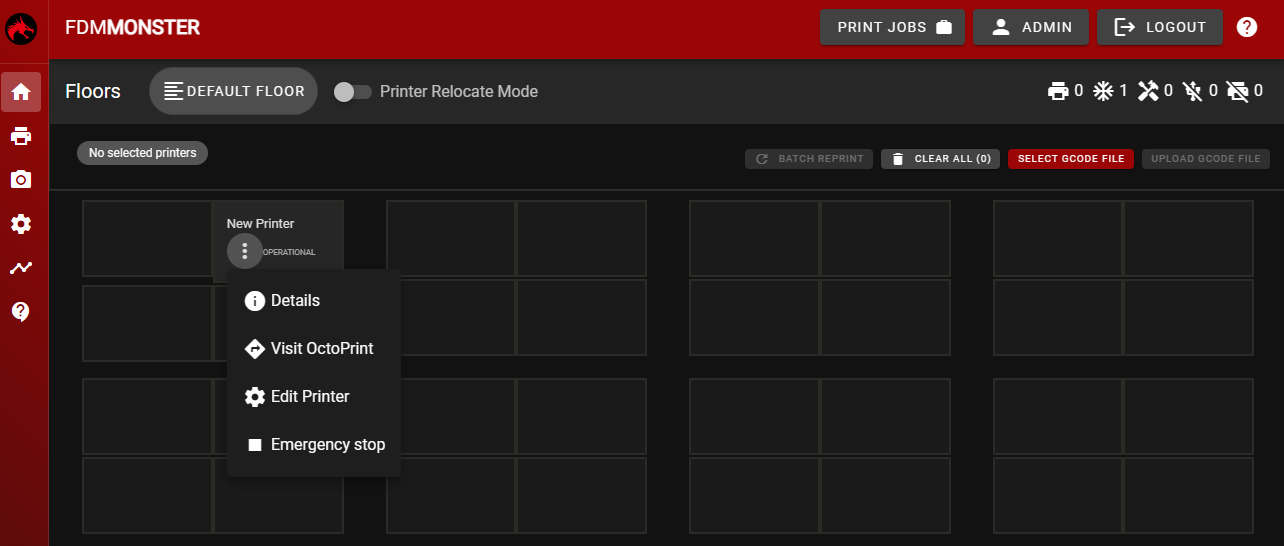 FDMMONSTER
PRINT JOBS
ADMIN
LOGOUT
Floors
DEFAULT FLOOR
Printer Relocate Mode
0
1
0
0
0
No selected printers
BATCH REPRINT
CLEAR ALL (0)
SELECT GCODE FILE
UPLOAD GCODE FILE
New Printer
OPERATIONAL
Details
Visit OctoPrint
Edit Printer
Emergency stop